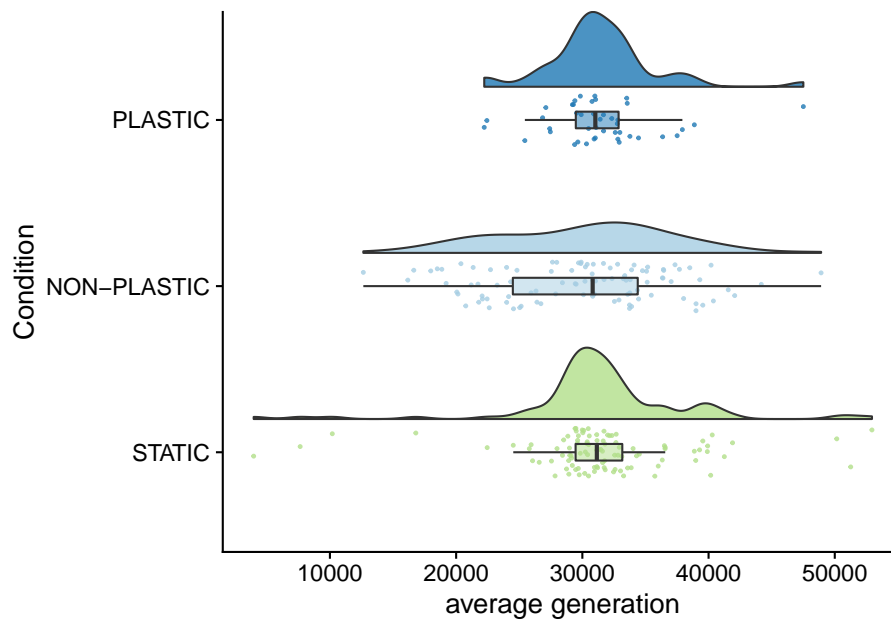 Condition
PLASTIC
NON−PLASTIC
STATIC
10000 20000 30000 40000 50000
average generation